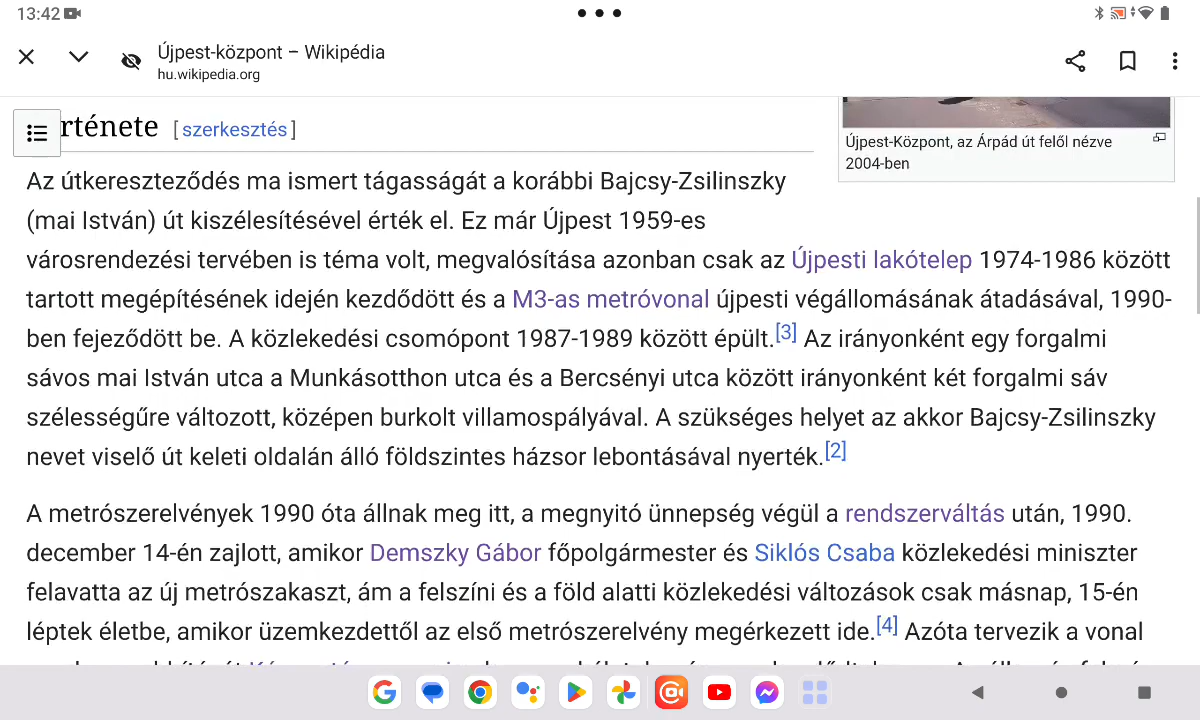 13:42
Újpest-központ – Wikipédia
hu.wikipedia.org
rténete [szerkesztés]
Újpest-Központ, az Árpád út felől nézve
2004-ben
Az útkereszteződés ma ismert tágasságát a korábbi Bajcsy-Zsilinszky
(mai István) út kiszélesítésével érték el. Ez már Újpest 1959-es
városrendezési tervében is téma volt, megvalósítása azonban csak az Újpesti lakótelep 1974-1986 között
tartott megépítésének idején kezdődött és a M3-as metróvonal újpesti végállomásának átadásával, 1990-
ben fejeződött be. A közlekedési csomópont 1987-1989 között épült.[3] Az irányonként egy forgalmi
sávos mai István utca a Munkásotthon utca és a Bercsényi utca között irányonként két forgalmi sáv
szélességűre változott, középen burkolt villamospályával. A szükséges helyet az akkor Bajcsy-Zsilinszky
nevet viselő út keleti oldalán álló földszintes házsor lebontásával nyerték.[2]
A metrószerelvények 1990 óta állnak meg itt, a megnyitó ünnepség végül a rendszerváltás után, 1990.
december 14-én zajlott, amikor Demszky Gábor főpolgármester és Siklós Csaba közlekedési miniszter
felavatta az új metrószakaszt, ám a felszíni és a föld alatti közlekedési változások csak másnap, 15-én
léptek életbe, amikor üzemkezdettől az első metrószerelvény megérkezett ide.[4] Azóta tervezik a vonal